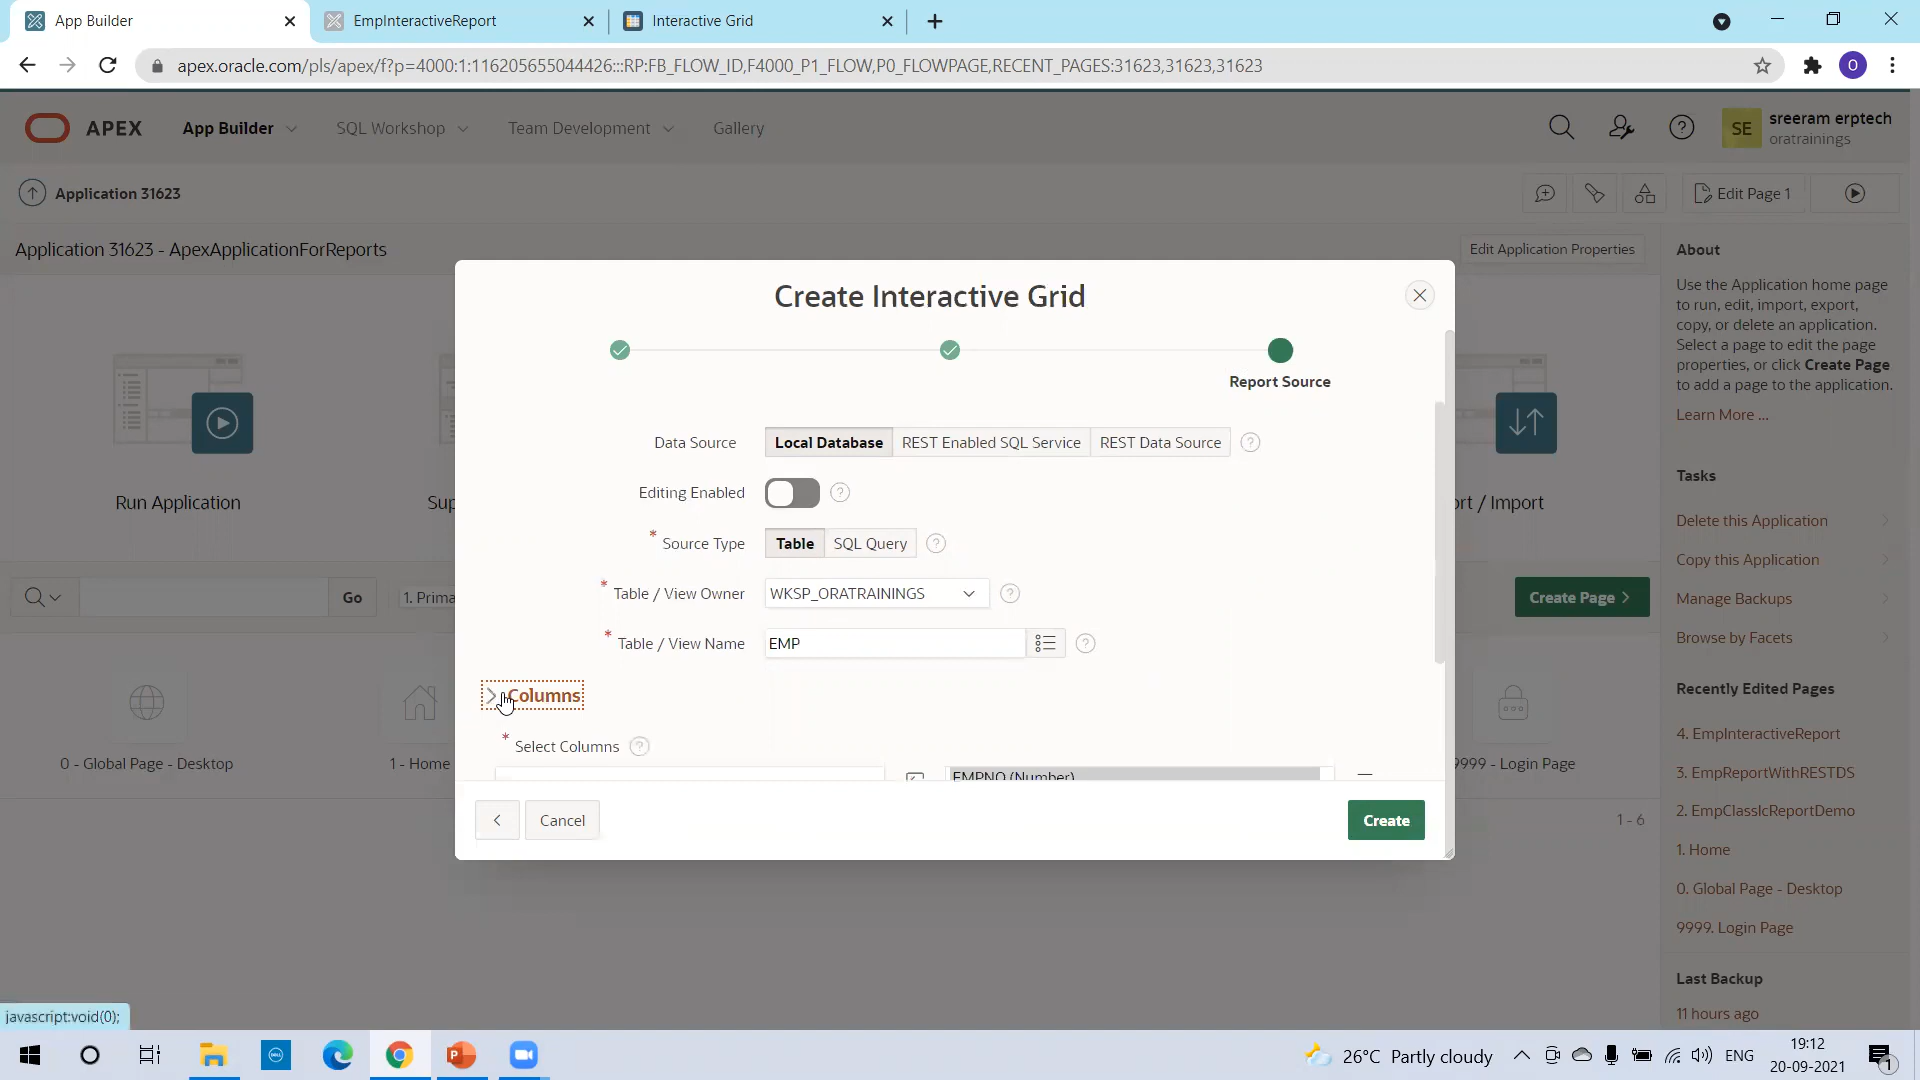 App Builder
EmpInteractiveReport
Interactive Grid
apex.oracle.com/pls/apex/f?p=4000:1:116205655044426:::RP:FB_FLOW_ID,F4000_P1_FLOW,P0_FLOWPAGE,RECENT_PAGES:31623,31623,31623
O
APEX
App Builder
SQL Workshop
Team Development
Gallery
SE
sreeram erptech
oratrainings
Application 31623
Edit Page 1
Application 31623 - ApexApplicationForReports
Edit Application Properties
About
Use the Application home page
to run, edit, import, export,
copy, or delete an application.
Select a page to edit the page
properties, or click Create Page
to add a page to the application.
Learn More ...
Create Interactive Grid
Report Source
Data Source
Local Database
REST Enabled SQL Service
REST Data Source
?
Editing Enabled
?
* Source Type
Table
SQL Query
?
* Table / View Owner
WKSP_ORATRAININGS
?
* Table / View Name
EMP
?
Columns
* Select Columns
?
EMPNO (Number)
Cancel
Create
Run Application
Sup
ort / Import
Go
1. Prima
Create Page
0 - Global Page - Desktop
1 - Home
9999 - Login Page
1 - 6
Tasks
Delete this Application
Copy this Application
Manage Backups
Browse by Facets
Recently Edited Pages
4. EmpInteractiveReport
3. EmpReportWithRESTDS
2. EmpClassIcReportDemo
1. Home
0. Global Page - Desktop
9999. Login Page
Last Backup
11 hours ago
javascript:void(0);
DELL
P
26°C Partly cloudy
ENG
19:12
20-09-2021
1